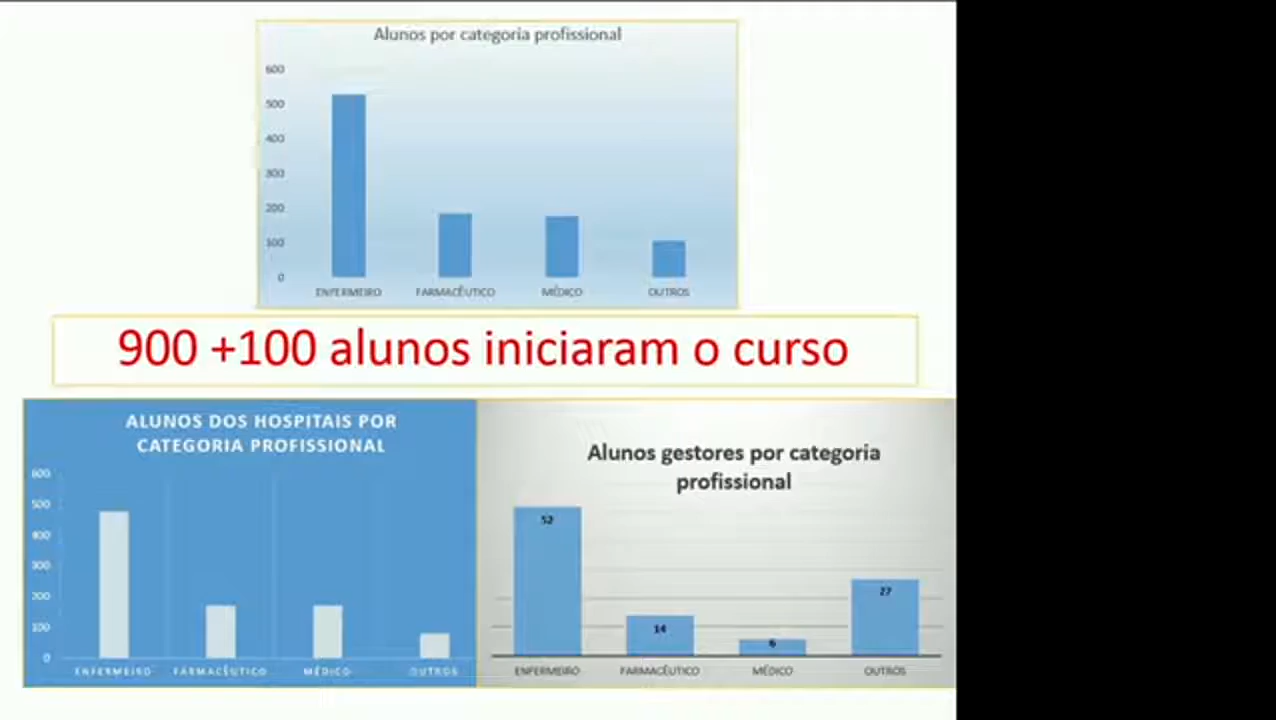 Alunos por categoria profissional
600
500
400
300
200
100
0
ENFERMEIRO FARMACÊUTICO MÉDICO OUTROS
900 +100 alunos iniciaram o curso
ALUNOS DOS HOSPITAIS POR
CATEGORIA PROFISSIONAL
600
500
400
300
200
100
0
ENFERMEIRO FARMACÊUTICO MÉDICO OUTROS
Alunos gestores por categoria
profissional
52
14
6
27
ENFERMEIRO FARMACÊUTICO MÉDICO OUTROS